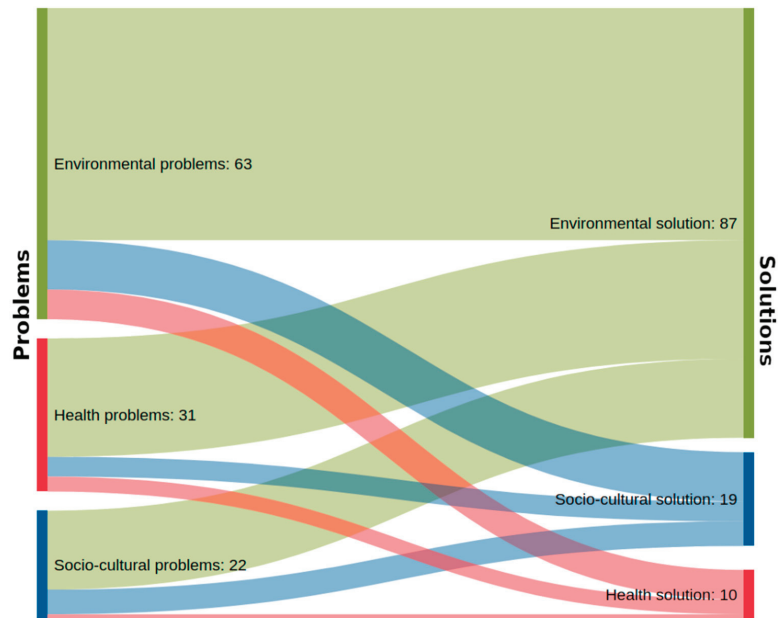 Problems
Environmental problems: 63
Health problems: 31
Socio-cultural problems: 22
Environmental solution: 87
Socio-cultural solution: 19
Health solution: 10
Solutions